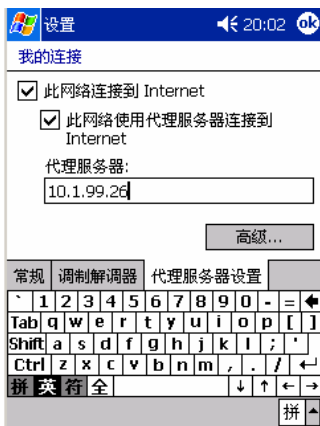 设置 20:02 ok
我的连接
此网络连接到 Internet
此网络使用代理服务器连接到
Internet
代理服务器:
10.1.99.26
高级...
常规 调制解调器 代理服务器设置
` 1 2 3 4 5 6 7 8 9 0 - =
Tab q w e r t y u i o p [ ]
Shift a s d f g h j k l ; '
Ctrl z x c v b n m , . /
拼 英 符 全
拼